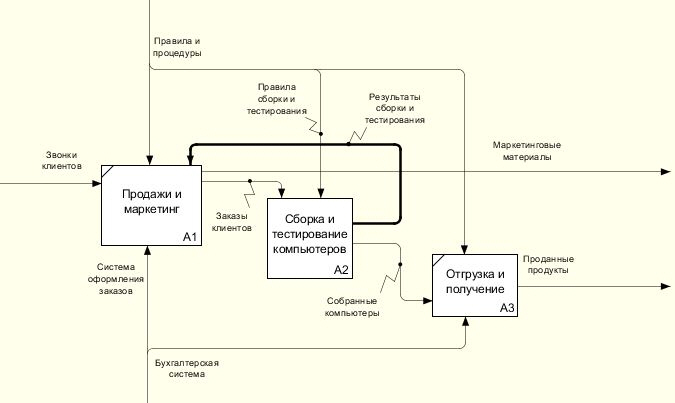 Правила и
процедуры
Правила
сборки и
тестирования
Результаты
сборки и
тестирования
Маркетинговые
материалы
Звонки
клиентов
Продажи и
маркетинг
A1
Заказы
клиентов
Сборка и
тестирование
компьютеров
A2
Система
оформления
заказов
Собранные
компьютеры
Отгрузка и
получение
A3
Проданные
продукты
Бухгалтерская
система